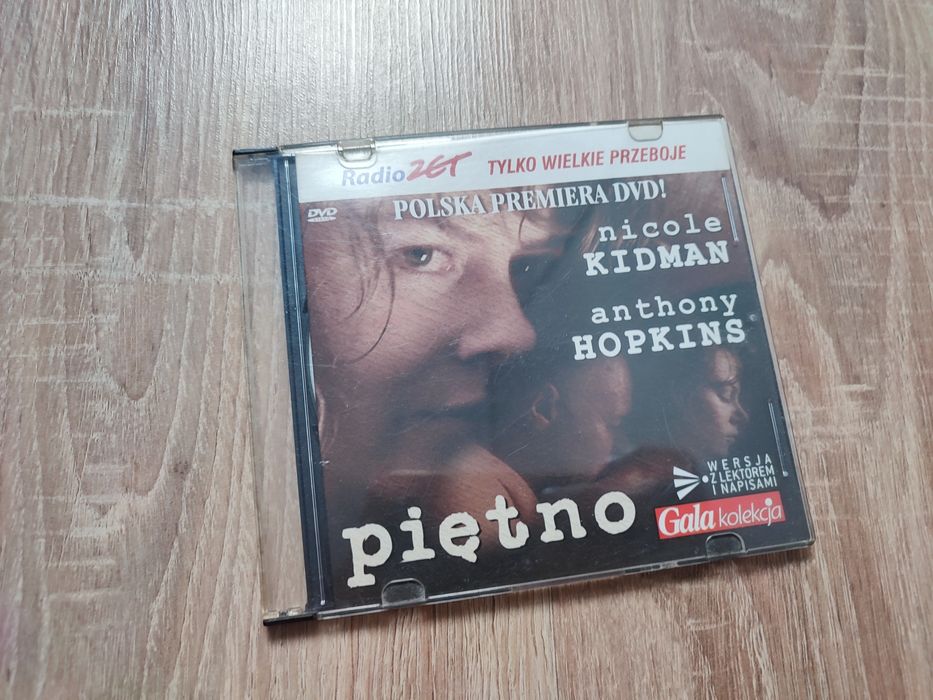 Radio ZET TYLKO WIELKIE PRZEBOJE
DVD
POLSKA PREMIERA DVD!
nicole
KIDMAN
anthony
HOPKINS
WERSJA
Z LEKTOREM
I NAPISAMI
Gala kolekcja
piętno